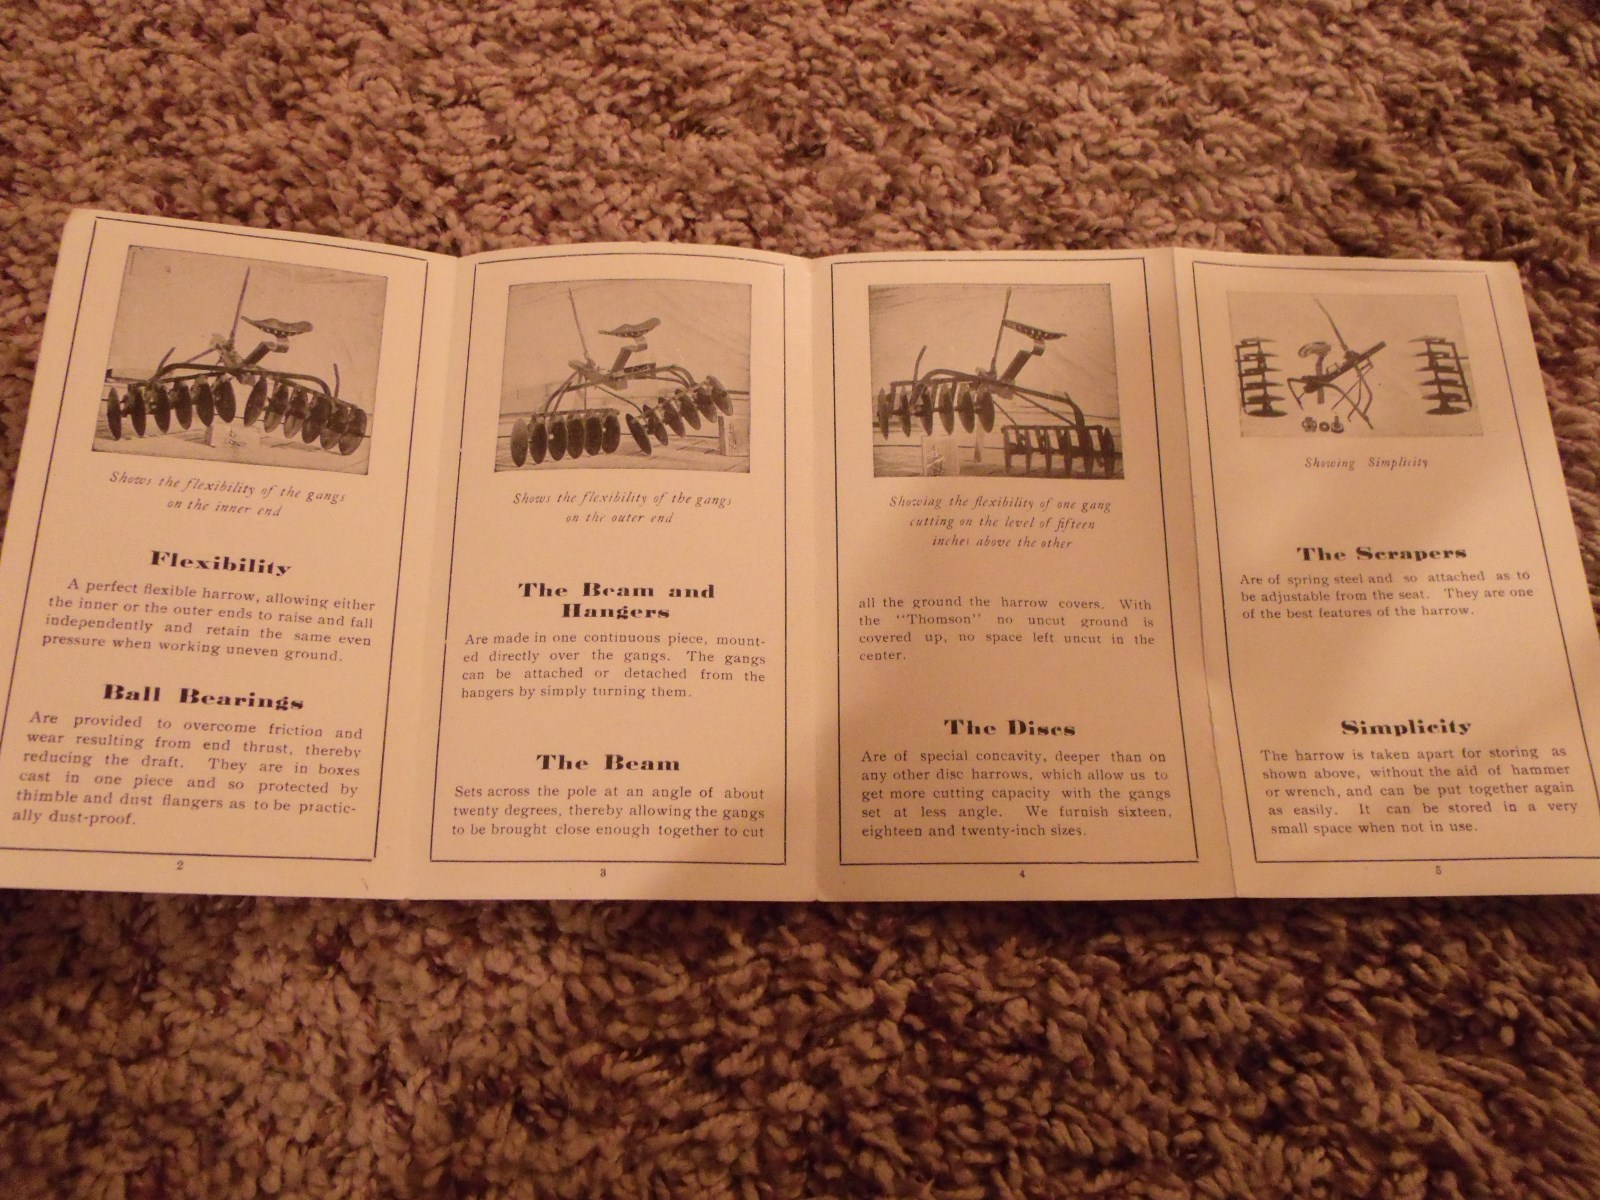 Shows the flexibility of the gangs
on the inner end
Flexibility
A perfect flexible harrow, allowing either
the inner or the outer ends to raise and fall
independently and retain the same even
pressure when working uneven ground.
Ball Bearings
Are provided to overcome friction and
wear resulting from end thrust, thereby
reducing the draft. They are in boxes
cast in one piece and so protected by
thimble and dust flangers as to be practic-
ally dust-proof.
2
Shows the flexibility of the gangs
on the outer end
The Beam and
Hangers
Are made in one continuous piece, mount-
ed directly over the gangs. The gangs
can be attached or detached from the
hangers by simply turning them.
The Beam
Sets across the pole at an angle of about
twenty degrees, thereby allowing the gangs
to be brought close enough together to cut
3
Showing the flexibility of one gang
cutting on the level of fifteen
inches above the other
all the ground the harrow covers. With
the "Thomson" no uncut ground is
covered up, no space left uncut in the
center.
The Discs
Are of special concavity, deeper than on
any other disc harrows, which allow us to
get more cutting capacity with the gangs
set at less angle. We furnish sixteen,
eighteen and twenty-inch sizes.
4
Showing Simplicity
The Scrapers
Are of spring steel and so attached as to
be adjustable from the seat. They are one
of the best features of the harrow.
Simplicity
The harrow is taken apart for storing as
shown above, without the aid of hammer
or wrench, and can be put together again
as easily. It can be stored in a very
small space when not in use.
5